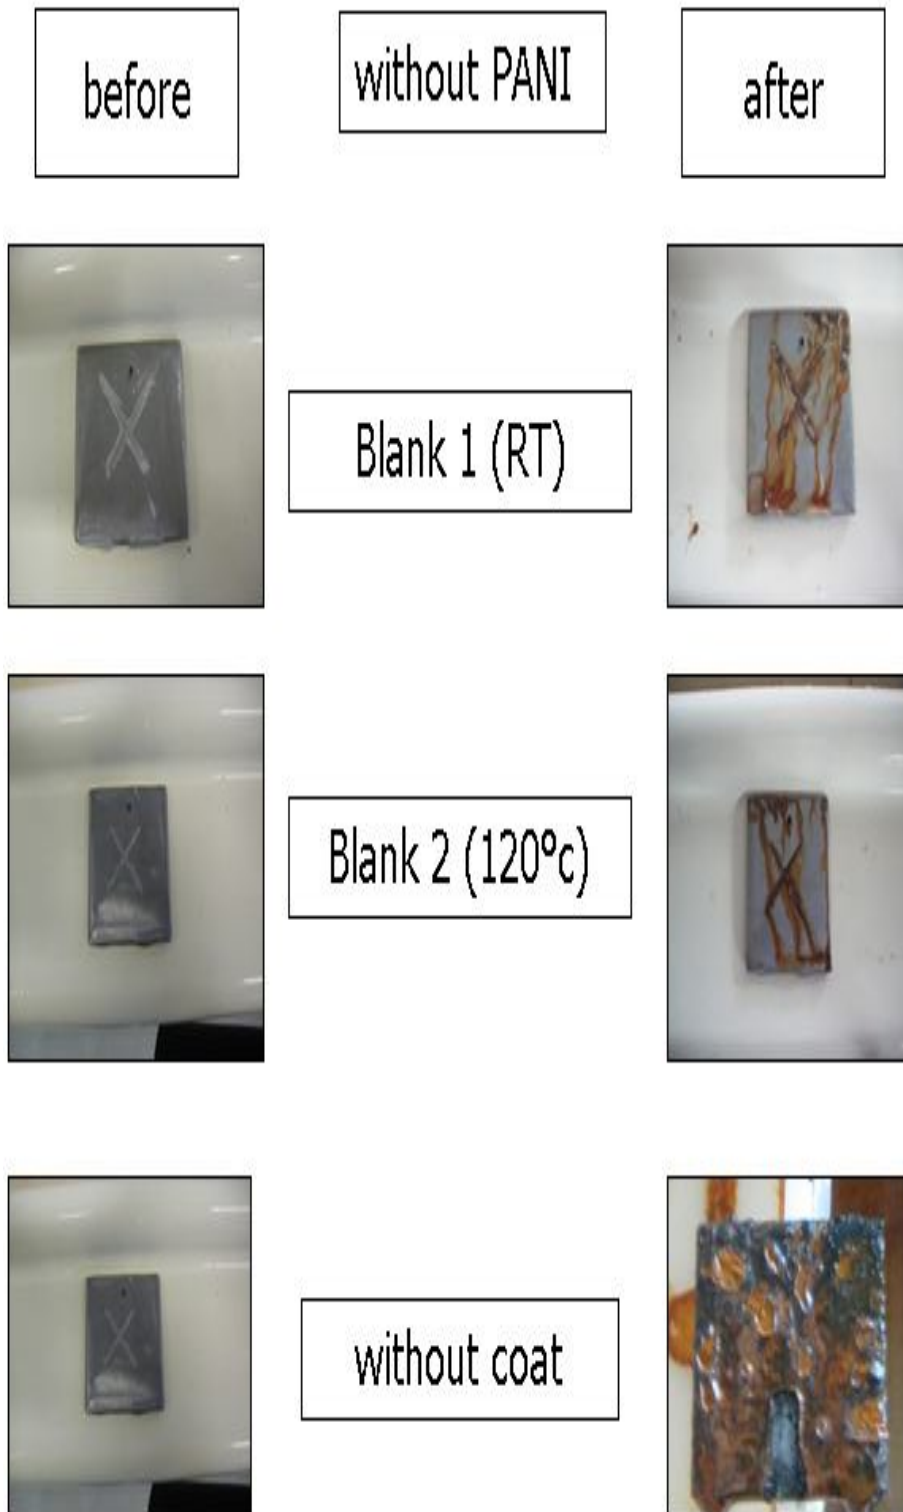 before
without PANI
after
Blank 1 (RT)
Blank 2 (120°c)
without coat